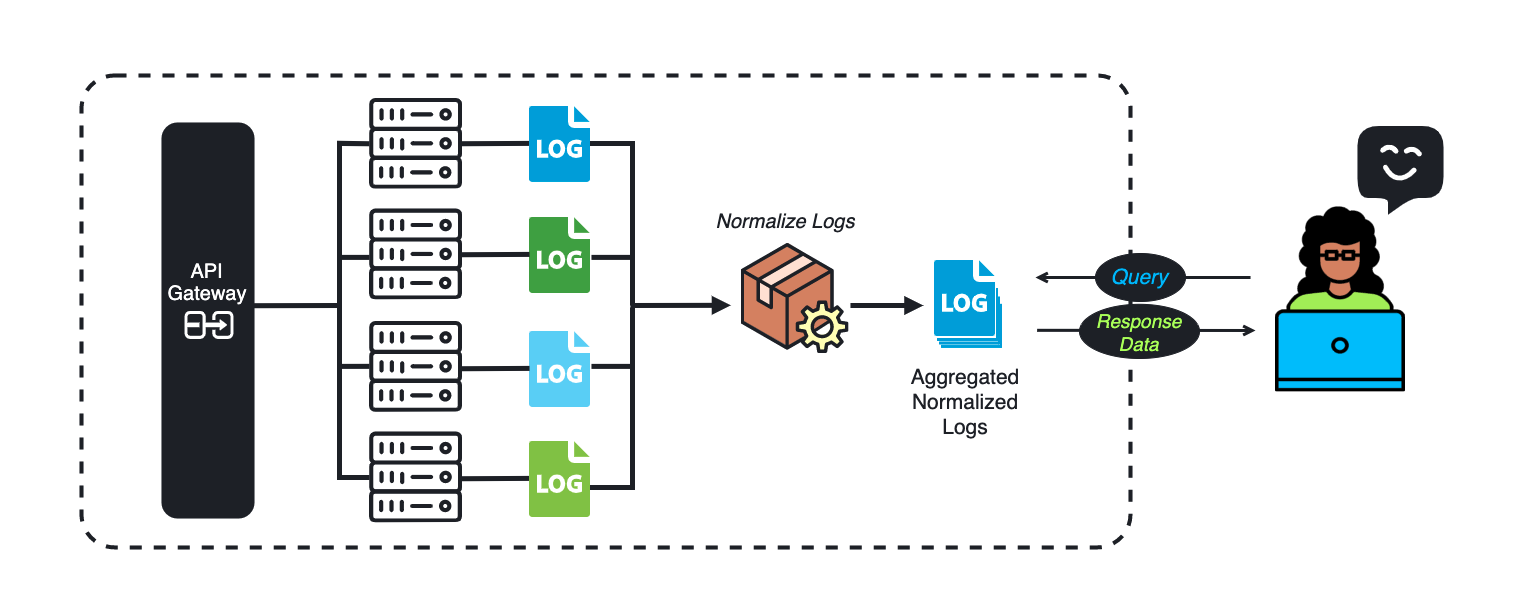 API
Gateway
LOG
LOG
LOG
LOG
Normalize Logs
LOG
Aggregated
Normalized
Logs
Query
Response
Data